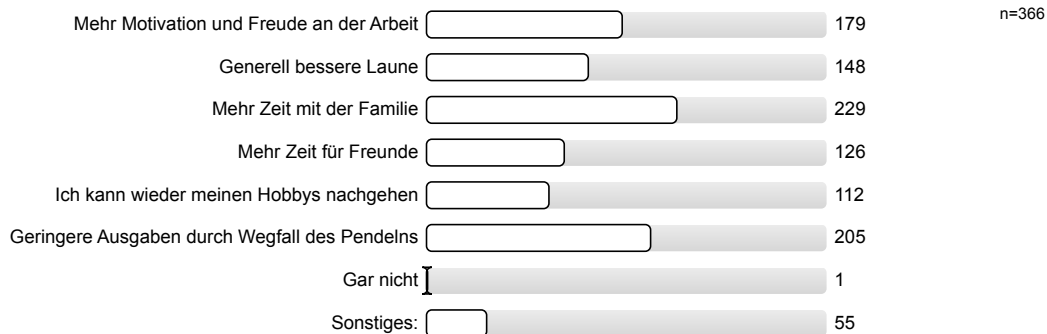 n=366
Mehr Motivation und Freude an der Arbeit 179
Generell bessere Laune 148
Mehr Zeit mit der Familie 229
Mehr Zeit für Freunde 126
Ich kann wieder meinen Hobbys nachgehen 112
Geringere Ausgaben durch Wegfall des Pendelns 205
Gar nicht 1
Sonstiges: 55